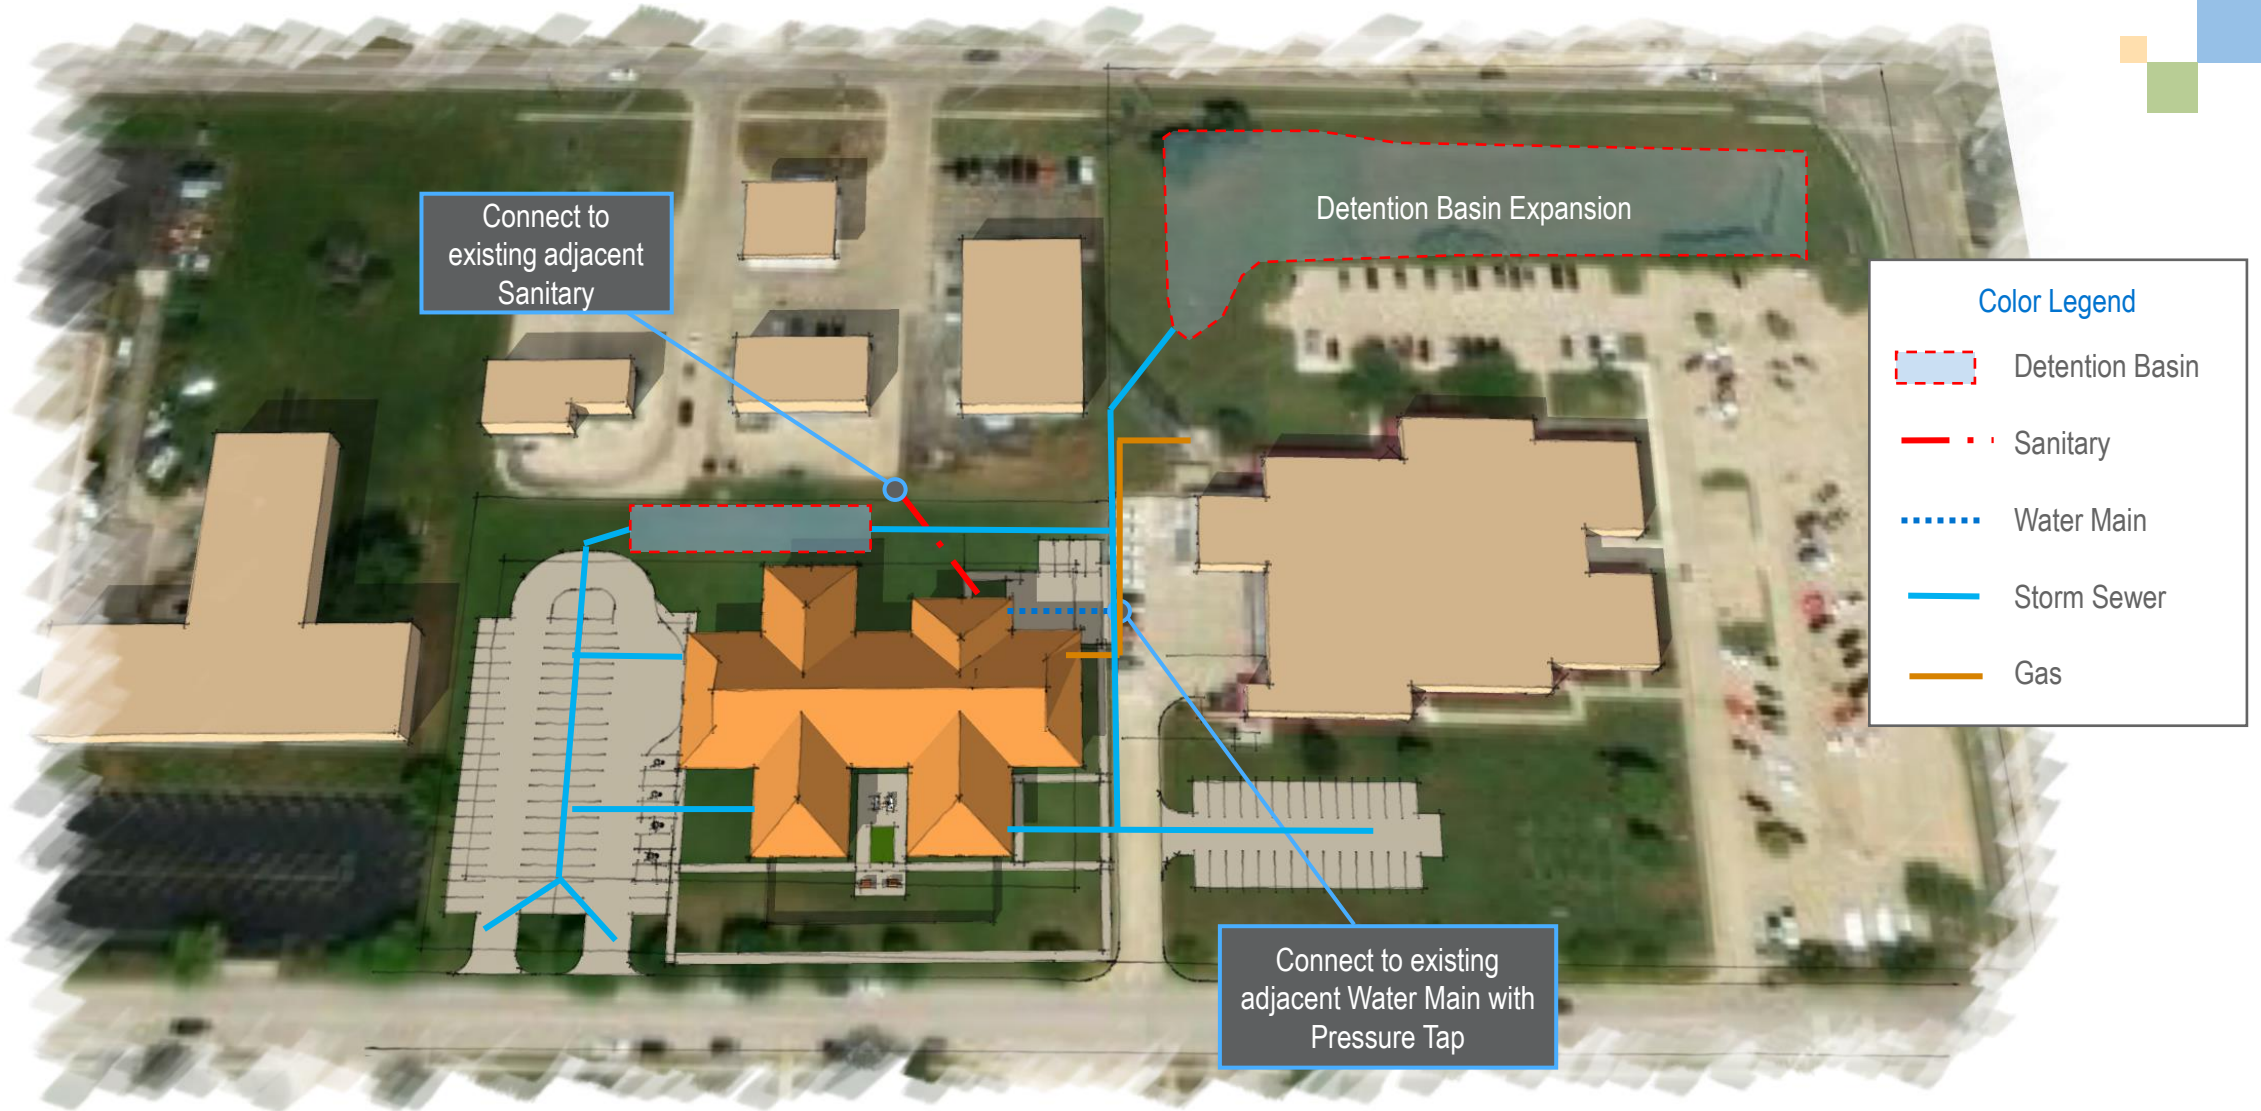 Connect to
existing adjacent
Sanitary
Detention Basin Expansion
Color Legend
Detention Basin
Sanitary
Water Main
Storm Sewer
Gas
Connect to existing
adjacent Water Main with
Pressure Tap